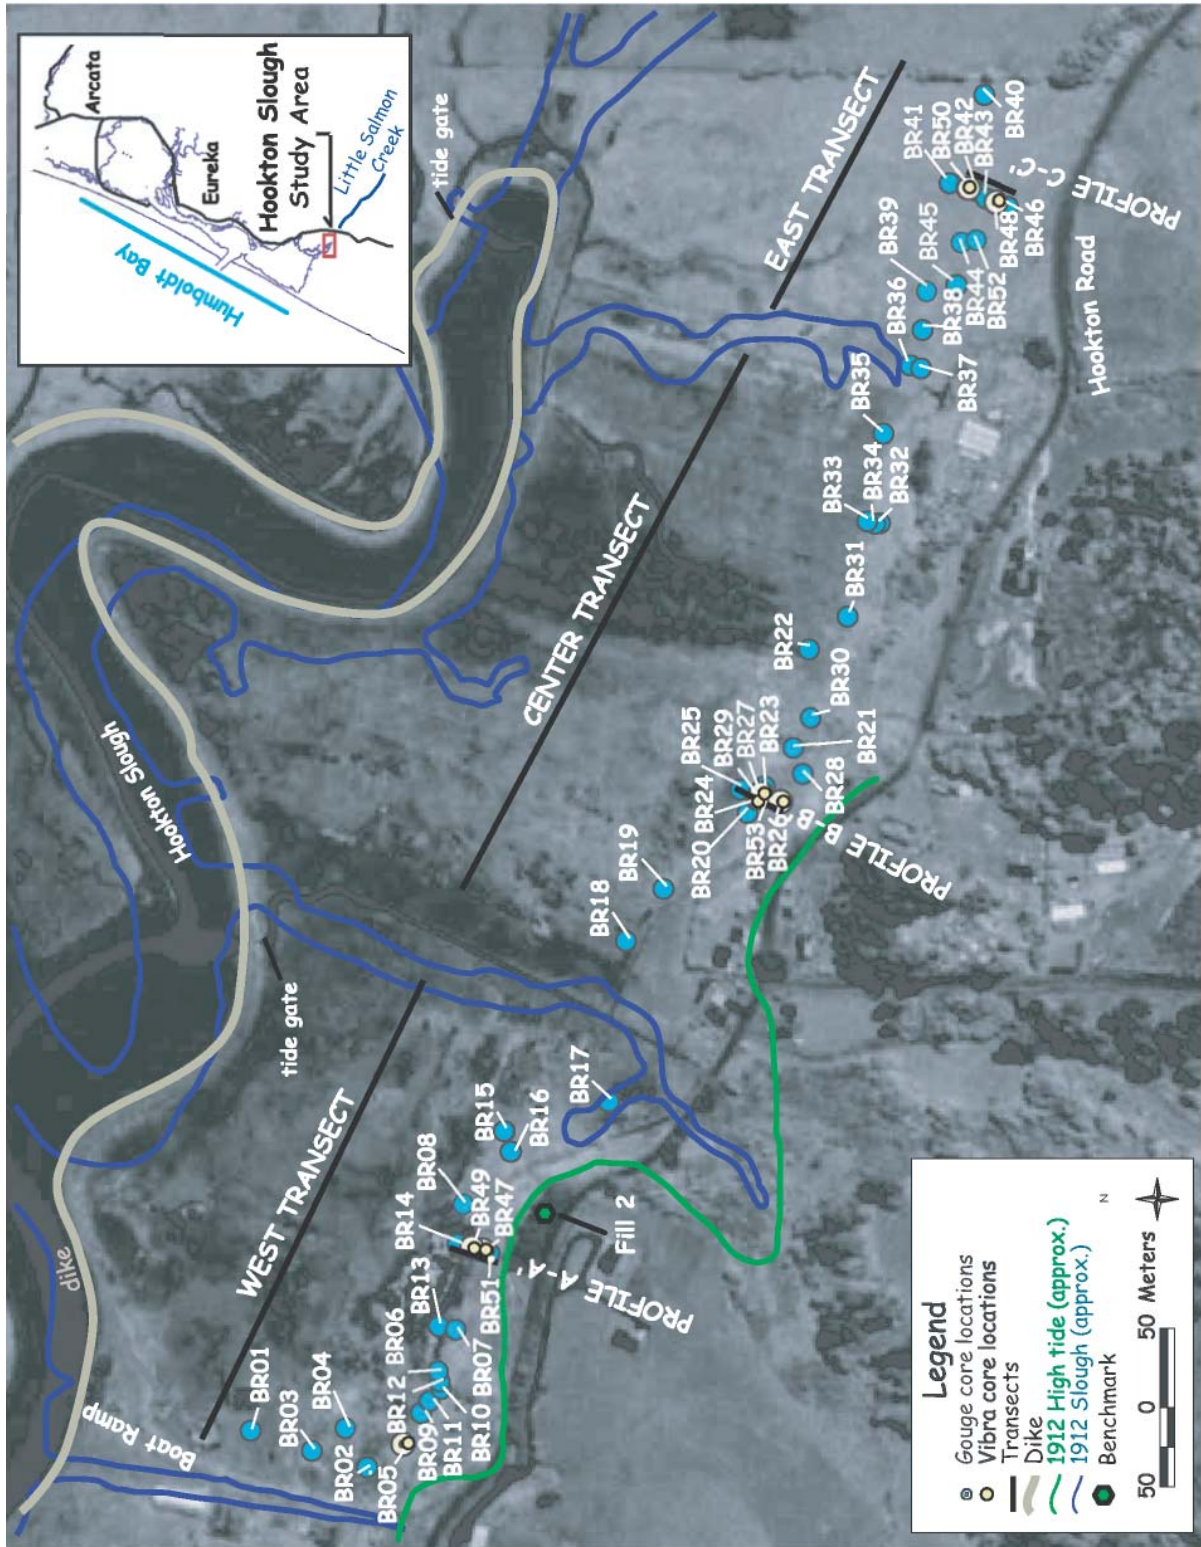 Arcata
Eureka
Humboldt Bay
Hookton Slough
Study Area
Little Salmon
Creek
tide gate
EAST TRANSECT
BR41
BR50
BR42
BR43
BR40
PROFILE C-C'
BR39
BR45
BR36
BR38
BR44
BR52
BR48
BR46
BR37
Hookton Road
BR35
BR33
BR34
BR32
BR31
CENTER TRANSECT
BR22
BR30
BR25
BR29
BR27
BR23
BR21
BR24
BR20
BR53
BR26
BR28
PROFILE B-B'
BR19
BR18
Hookton Slough
tide gate
WEST TRANSECT
BR17
BR15
BR16
BR08
BR14
BR49
BR47
BR51
Fill 2
PROFILE A-A'
BR13
BR06
BR12
BR07
BR10
BR11
BR09
BR05
BR02
BR04
BR03
BR01
Boat Ramp
dike
Legend
Gouge core locations
Vibra core locations
Transects
Dike
1912 High tide (approx.)
1912 Slough (approx.)
Benchmark
N
50 0 50 Meters